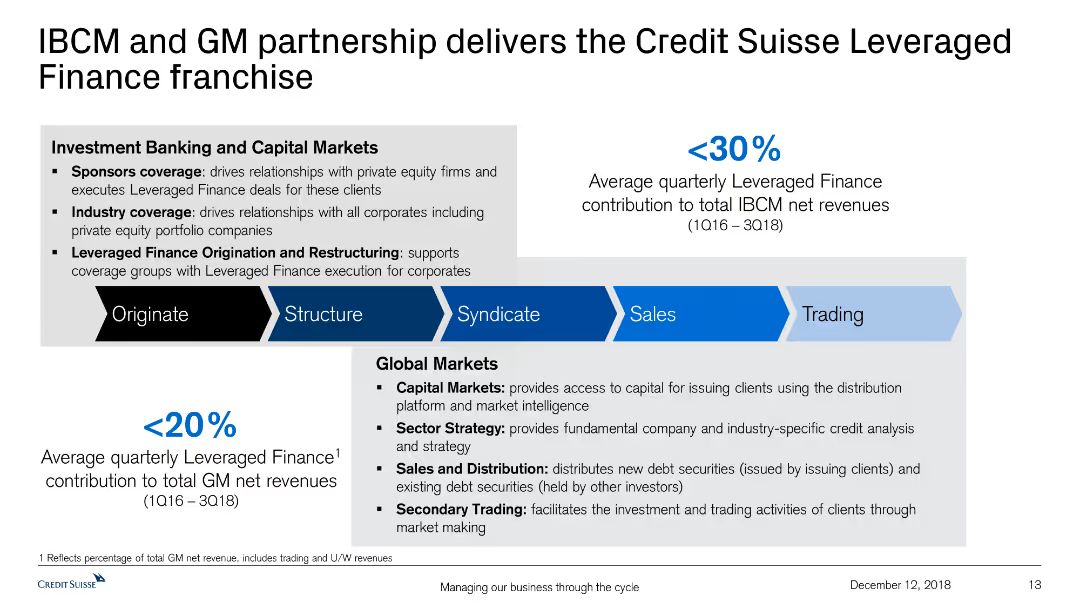 IBCM and GM partnership delivers the Credit Suisse Leveraged
Finance franchise
Investment Banking and Capital Markets
▪ Sponsors coverage: drives relationships with private equity firms and
executes Leveraged Finance deals for these clients
▪ Industry coverage: drives relationships with all corporates including
private equity portfolio companies
▪ Leveraged Finance Origination and Restructuring: supports
coverage groups with Leveraged Finance execution for corporates
<30%
Average quarterly Leveraged Finance
contribution to total IBCM net revenues
(1Q16 – 3Q18)
Originate
Structure
Syndicate
Sales
Trading
<20%
Average quarterly Leveraged Finance1
contribution to total GM net revenues
(1Q16 – 3Q18)
Global Markets
▪ Capital Markets: provides access to capital for issuing clients using the distribution
platform and market intelligence
▪ Sector Strategy: provides fundamental company and industry-specific credit analysis
and strategy
▪ Sales and Distribution: distributes new debt securities (issued by issuing clients) and
existing debt securities (held by other investors)
▪ Secondary Trading: facilitates the investment and trading activities of clients through
market making
1 Reflects percentage of total GM net revenue, includes trading and U/W revenues
CREDIT SUISSE
Managing our business through the cycle
December 12, 2018
13